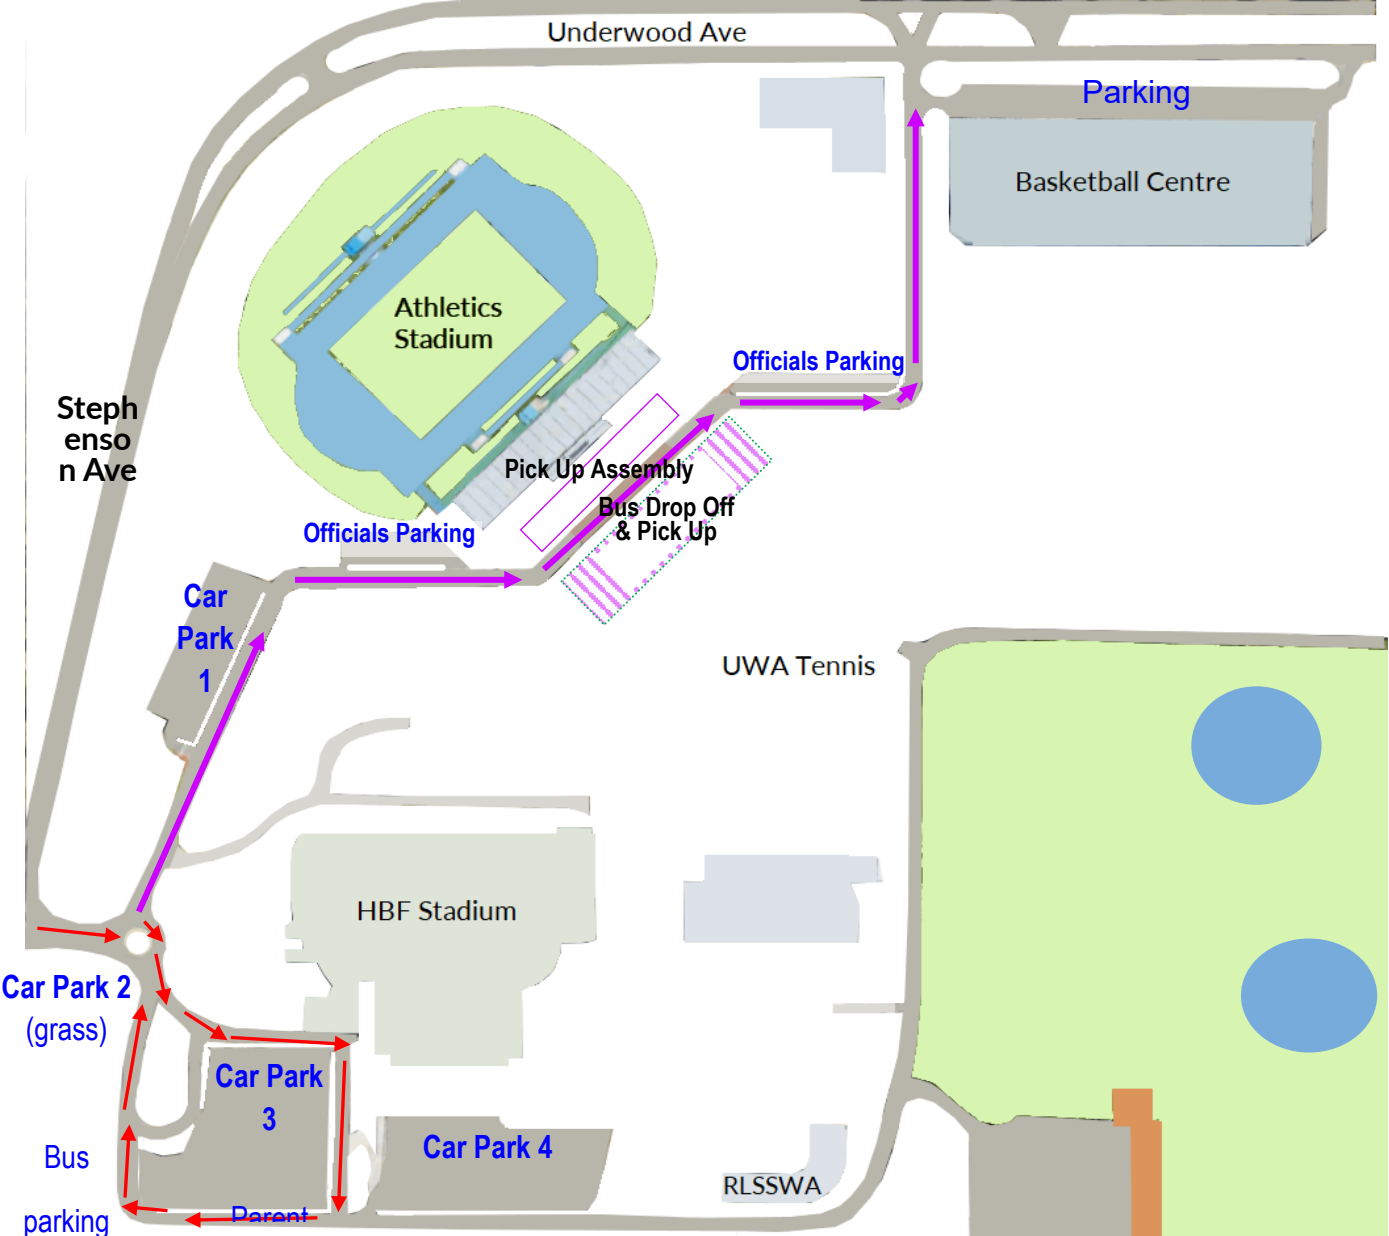 Underwood Ave
Parking
Basketball Centre
Athletics
Stadium
Officials Parking
Steph
enso
n Ave
Pick Up Assembly
Bus Drop Off
& Pick Up
Officials Parking
Car
Park
1
UWA Tennis
HBF Stadium
Car Park 2
(grass)
Car Park
3
Car Park 4
Bus
parking
RLSSWA
Parent